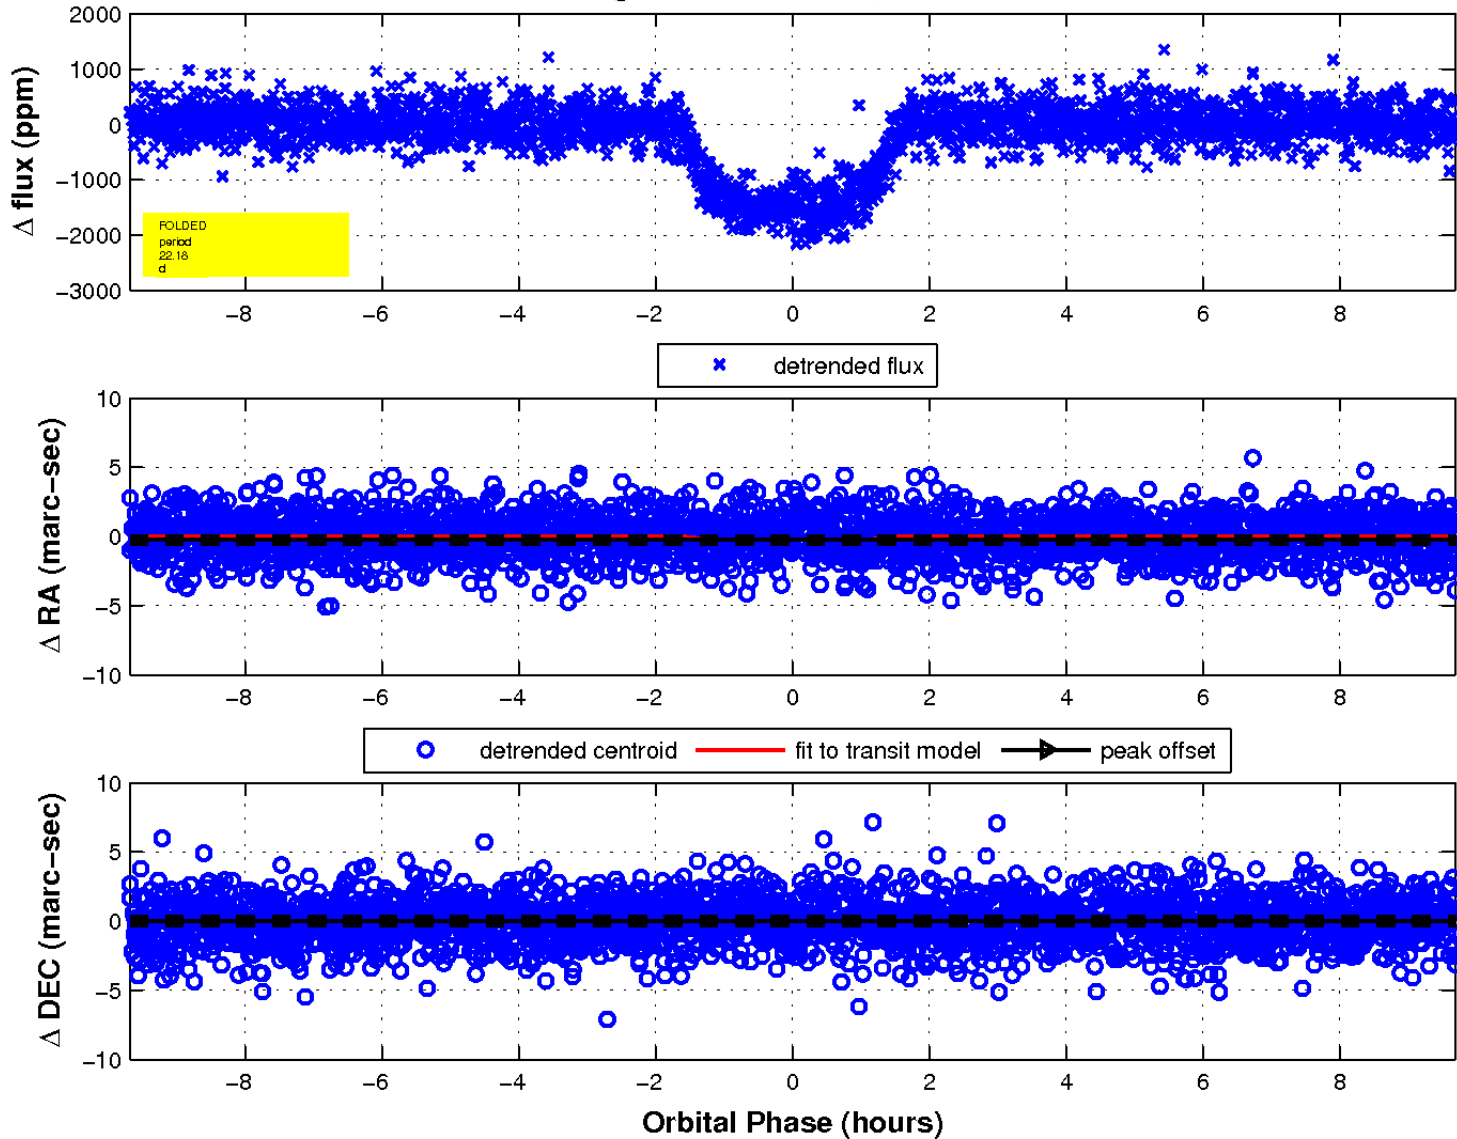 2000
1000
0
−1000
−2000
−3000
Δ flux (ppm)
FOLDED
period
22.18
d
−8 −6 −4 −2 0 2 4 6 8
detrended flux
10
5
0
−5
−10
Δ RA (marc−sec)
−8 −6 −4 −2 0 2 4 6 8
detrended centroid fit to transit model peak offset
10
5
0
−5
−10
Δ DEC (marc−sec)
−8 −6 −4 −2 0 2 4 6 8
Orbital Phase (hours)